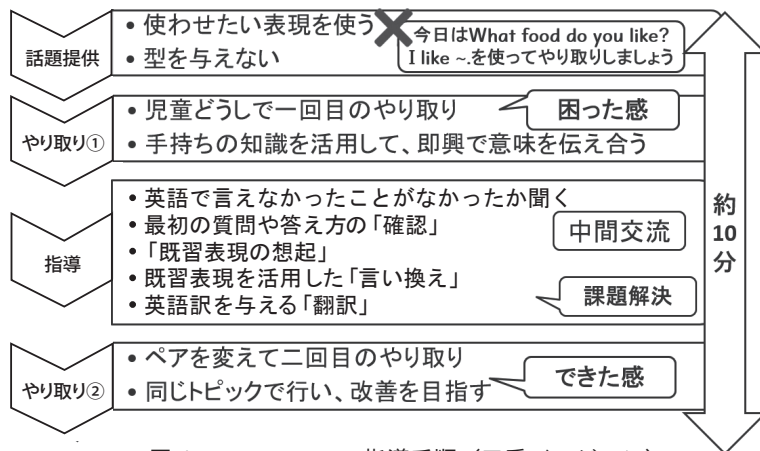 話題提供
• 使わせたい表現を使う
• 型を与えない
今日はWhat food do you like?
I like ~.を使ってやり取りしましょう
やり取り①
• 児童どうしで一回目のやり取り
困った感
• 手持ちの知識を活用して、即興で意味を伝え合う
指導
• 英語で言えなかったことがなかったか聞く
• 最初の質問や答え方の「確認」
• 「既習表現の想起」
• 既習表現を活用した「言い換え」
• 英語訳を与える「翻訳」
中間交流
課題解決
やり取り②
• ペアを変えて二回目のやり取り
• 同じトピックで行い、改善を目指す
できた感
約
10
分